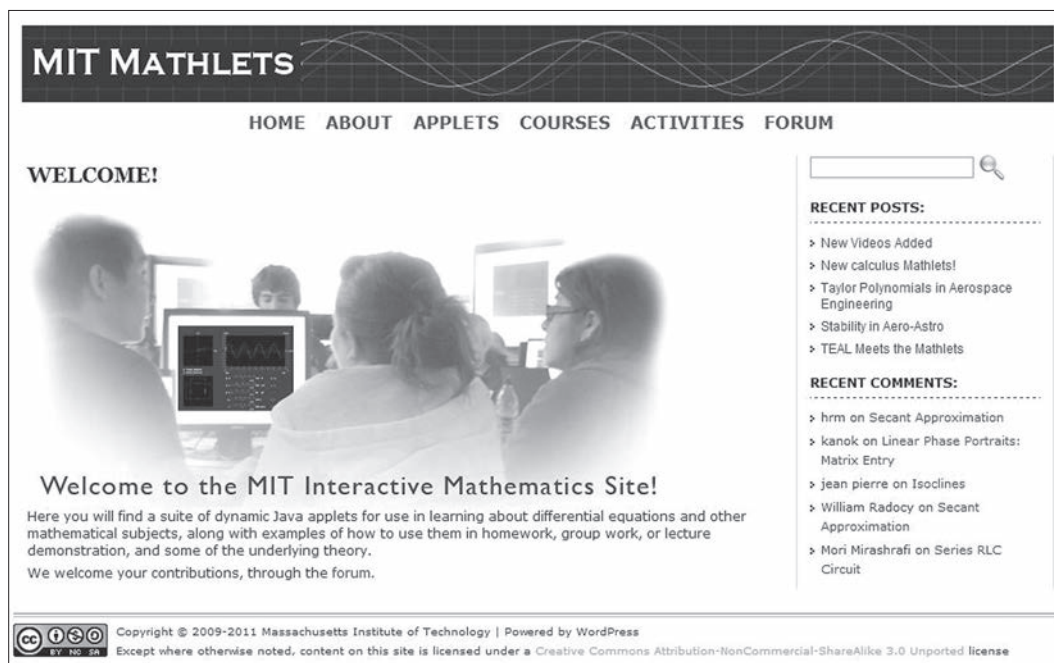 MIT MATHLETS
HOME ABOUT APPLETS COURSES ACTIVITIES FORUM
WELCOME!
Welcome to the MIT Interactive Mathematics Site!
Here you will find a suite of dynamic Java applets for use in learning about differential equations and other
mathematical subjects, along with examples of how to use them in homework, group work, or lecture
demonstration, and some of the underlying theory.
We welcome your contributions, through the forum.
RECENT POSTS:
New Videos Added
New calculus Mathlets!
Taylor Polynomials in Aerospace
Engineering
Stability in Aero-Astro
TEAL Meets the Mathlets
RECENT COMMENTS:
hrm on Secant Approximation
kanok on Linear Phase Portraits:
Matrix Entry
jean pierre on Isoclines
William Radocy on Secant
Approximation
Mori Mirashrafi on Series RLC
Circuit
cc BY NC SA
Copyright © 2009-2011 Massachusetts Institute of Technology | Powered by WordPress
Except where otherwise noted, content on this site is licensed under a Creative Commons Attribution-NonCommercial-ShareAlike 3.0 Unported license